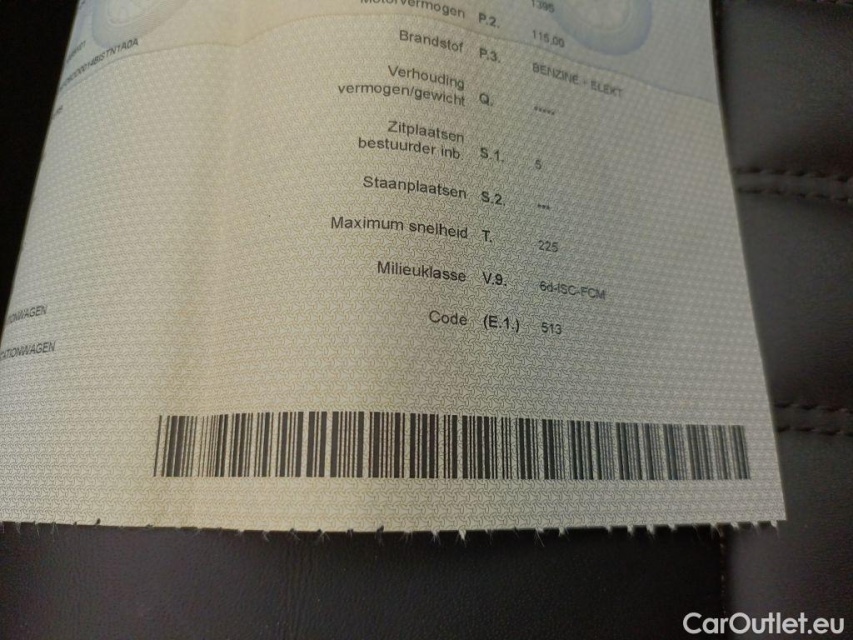 Motorvermogen P.2. 115,00
Brandstof P.3. BENZINE + ELEKT
Verhouding
vermogen/gewicht Q. *****
Zitplaatsen
bestuurder inb. S.1. 5
Staanplaatsen S.2. ***
Maximum snelheid T. 225
Milieuklasse V.9. 6d-ISC-FCM
Code (E.1.) 513
TATIONWAGEN
CarOutlet.eu